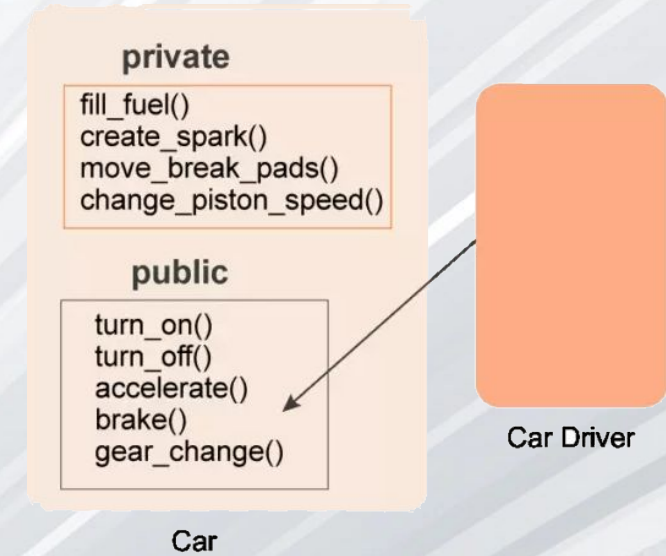 private
fill_fuel()
create_spark()
move_break_pads()
change_piston_speed()
public
turn_on()
turn_off()
accelerate()
brake()
gear_change()
Car
Car Driver